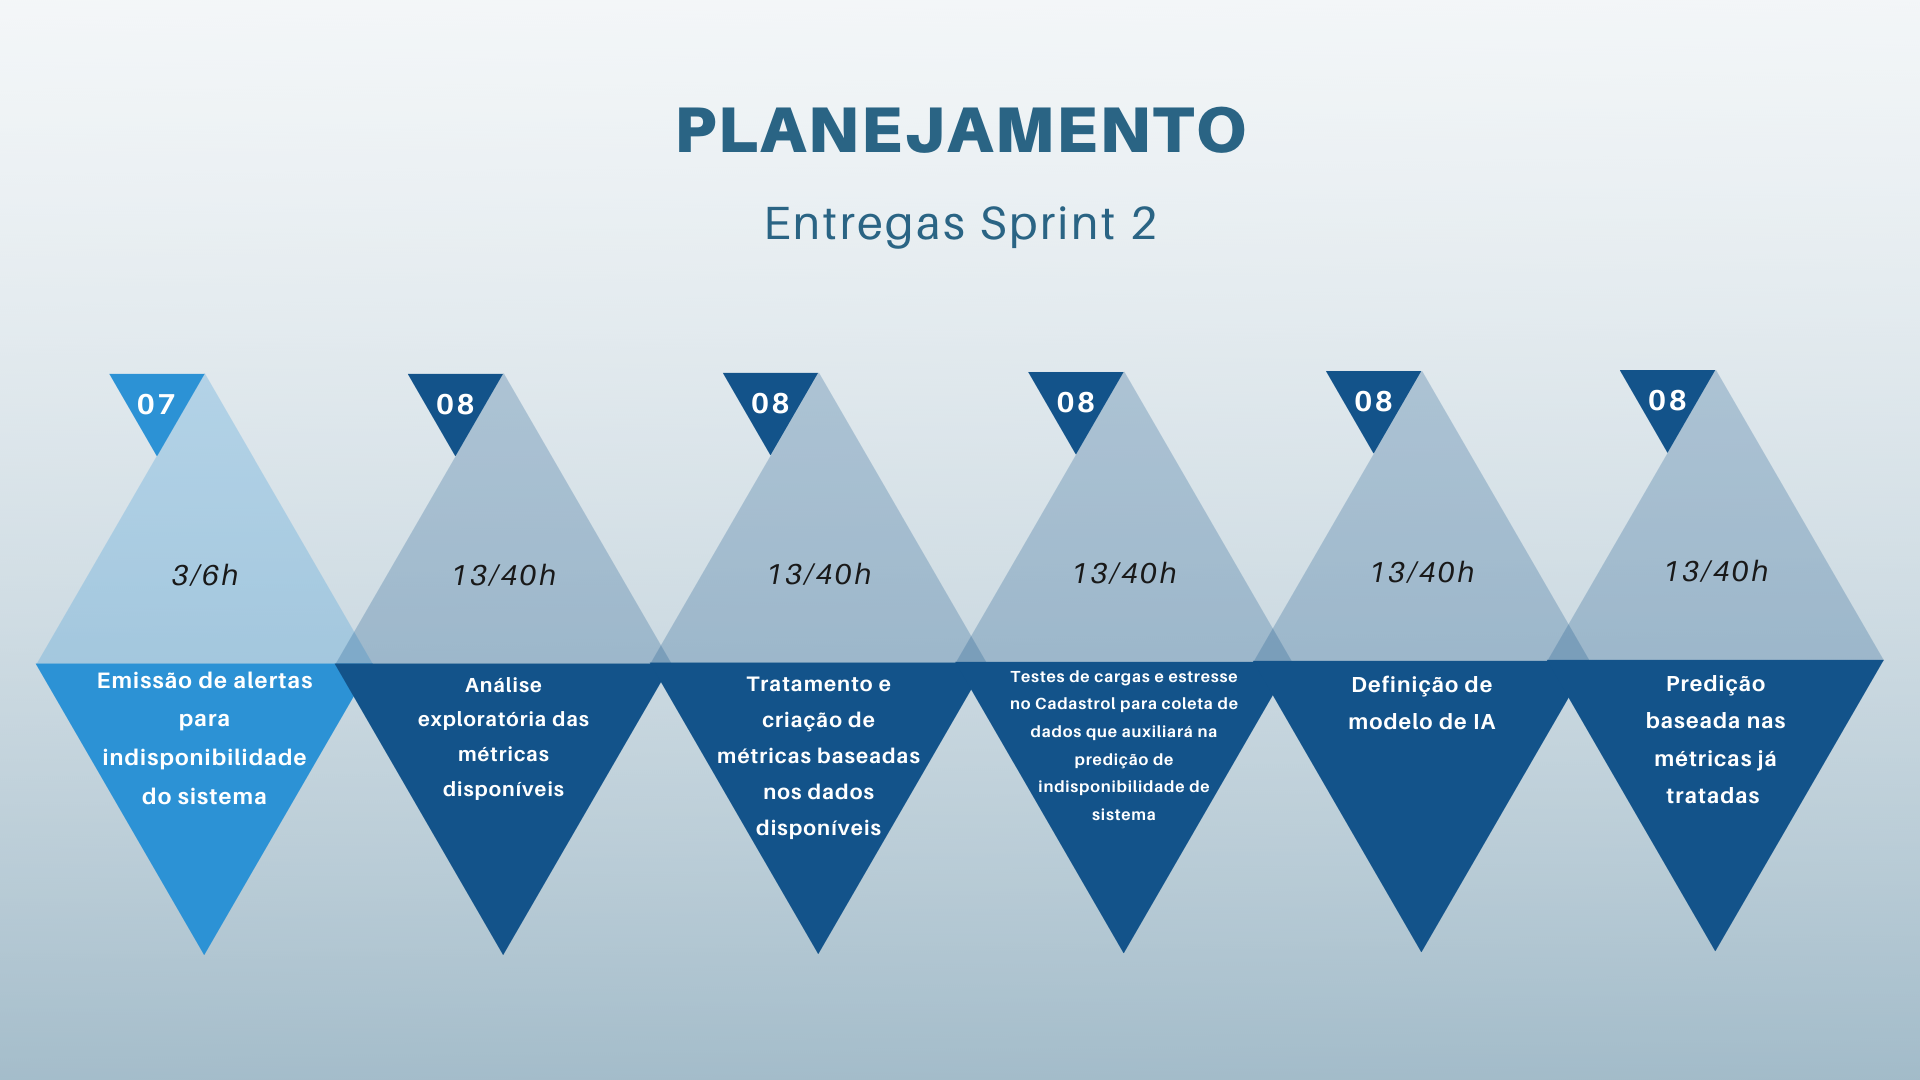 PLANEJAMENTO
Entregas Sprint 2
07
3/6h
Emissão de alertas
para
indisponibilidade
do sistema
08
13/40h
Análise
exploratória das
métricas
disponíveis
08
13/40h
Tratamento e
criação de
métricas baseadas
nos dados
disponíveis
08
13/40h
Testes de cargas e estresse
no Cadastrol para coleta de
dados que auxiliará na
predição de
indisponibilidade de
sistema
08
13/40h
Definição de
modelo de IA
08
13/40h
Predição
baseada nas
métricas já
tratadas